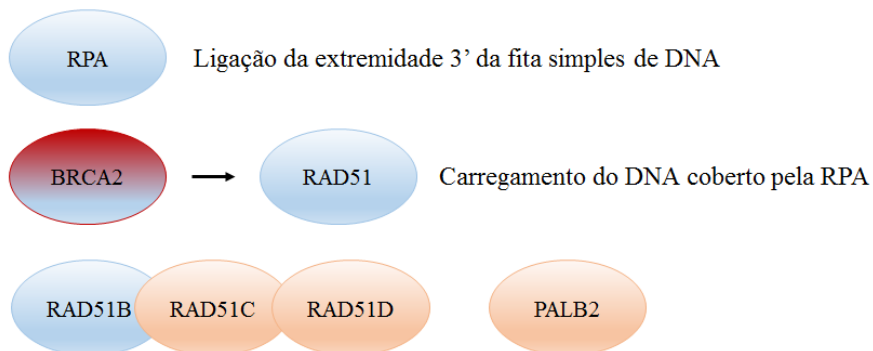 RPA Ligação da extremidade 3’ da fita simples de DNA
BRCA2 RAD51 Carregamento do DNA coberto pela RPA
RAD51B RAD51C RAD51D PALB2